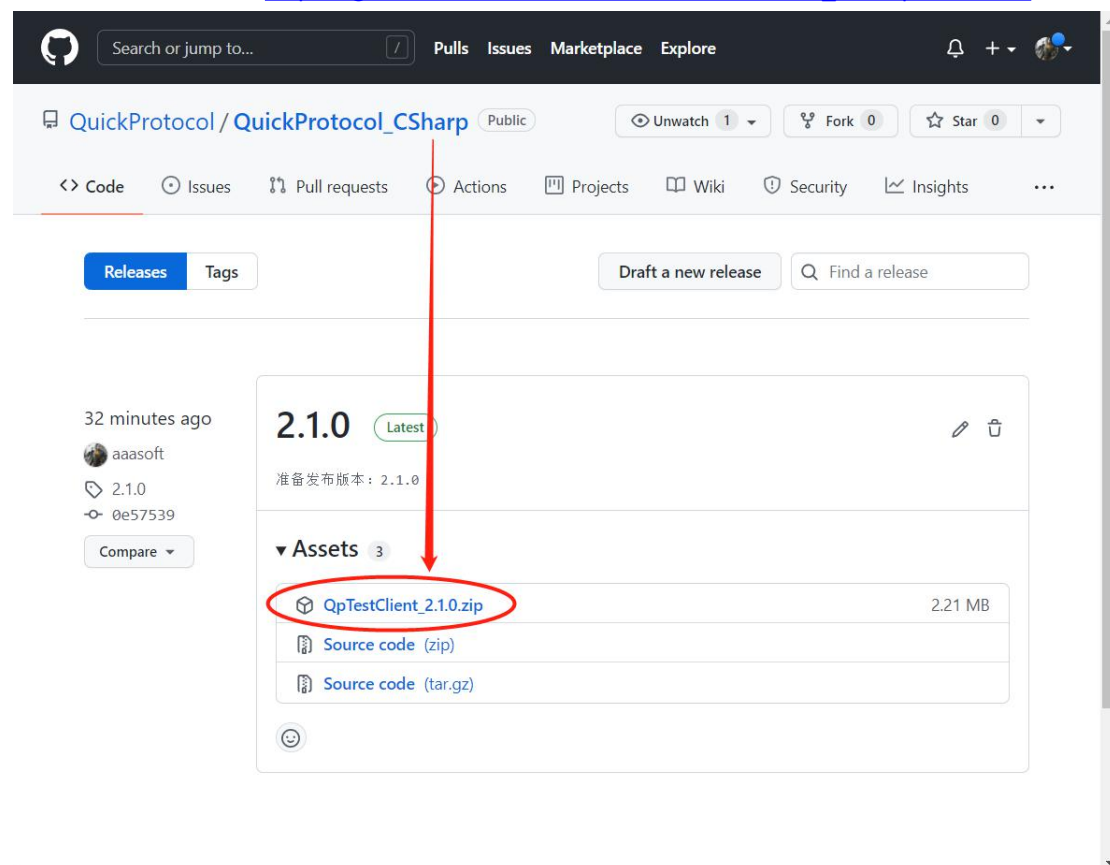 Search or jump to... / Pulls Issues Marketplace Explore
QuickProtocol / QuickProtocol_CSharp Public Unwatch 1 Fork 0 Star 0
Code Issues Pull requests Actions Projects Wiki Security Insights ...
Releases Tags Draft a new release Find a release
32 minutes ago
aaasoft
2.1.0
0e57539
Compare
2.1.0 Latest
准备发布版本：2.1.0
Assets 3
QpTestClient_2.1.0.zip 2.21 MB
Source code (zip)
Source code (tar.gz)